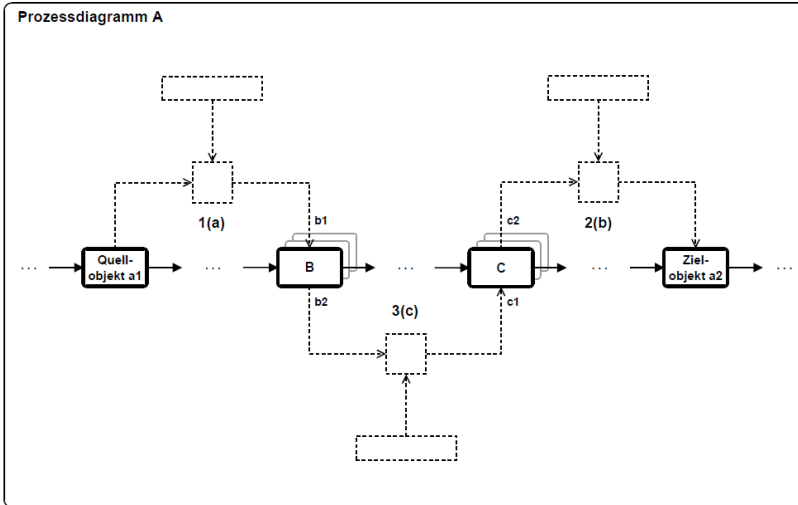 Prozessdiagramm A
1(a)
2(b)
b1
c2
...
Quell-
objekt a1
...
B
...
C
...
Ziel-
objekt a2
...
b2
c1
3(c)